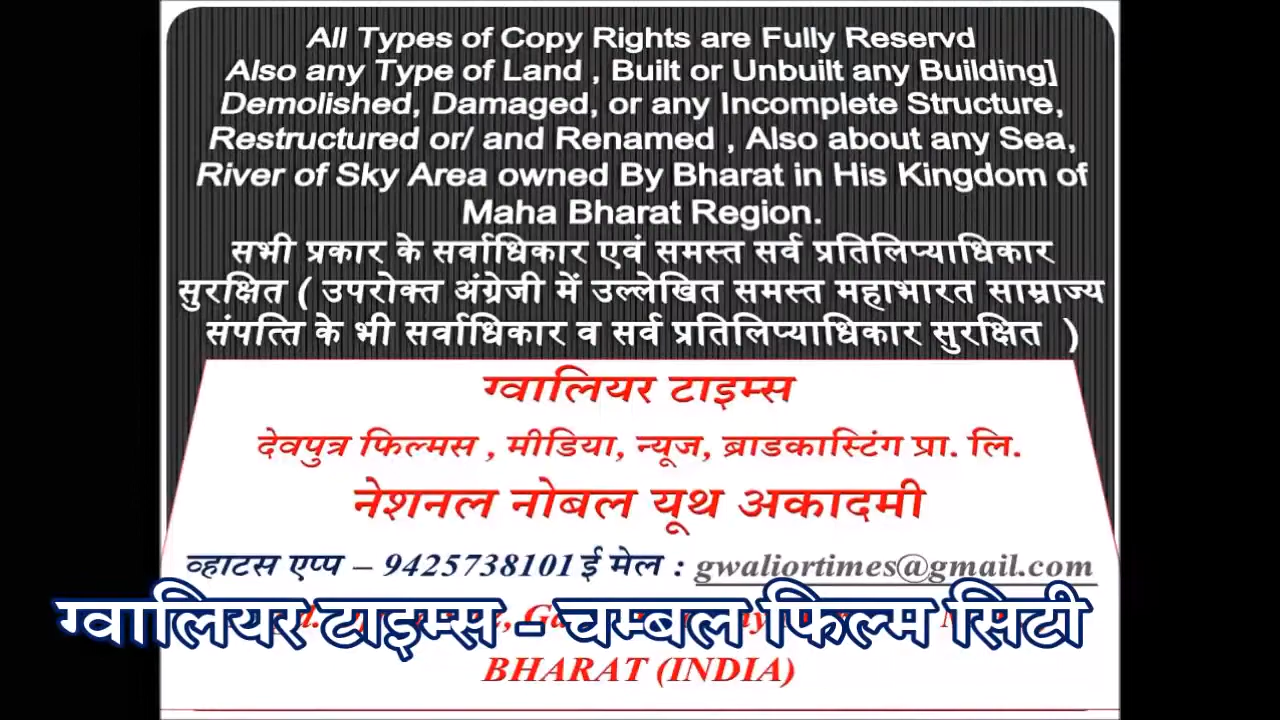 All Types of Copy Rights are Fully Reservd
Also any Type of Land , Built or Unbuilt any Building]
Demolished, Damaged, or any Incomplete Structure,
Restructured or/ and Renamed , Also about any Sea,
River of Sky Area owned By Bharat in His Kingdom of
Maha Bharat Region.
सभी प्रकार के सर्वाधिकार एवं समस्त सर्व प्रतिलिप्याधिकार
सुरक्षित ( उपरोक्त अंग्रेजी में उल्लेखित समस्त महाभारत साम्राज्य
संपत्ति के भी सर्वाधिकार व सर्व प्रतिलिप्याधिकार सुरक्षित )
ग्वालियर टाइम्स
देवपुत्र फिल्मस , मीडिया, न्यूज, ब्राडकास्टिंग प्रा. लि.
नेशनल नोबल यूथ अकादमी
व्हाटस एप्प – 9425738101 ई मेल : gwaliortimes@gmail.com
ग्वालियर टाइम्स - चम्बल फिल्म सिटी
BHARAT (INDIA)